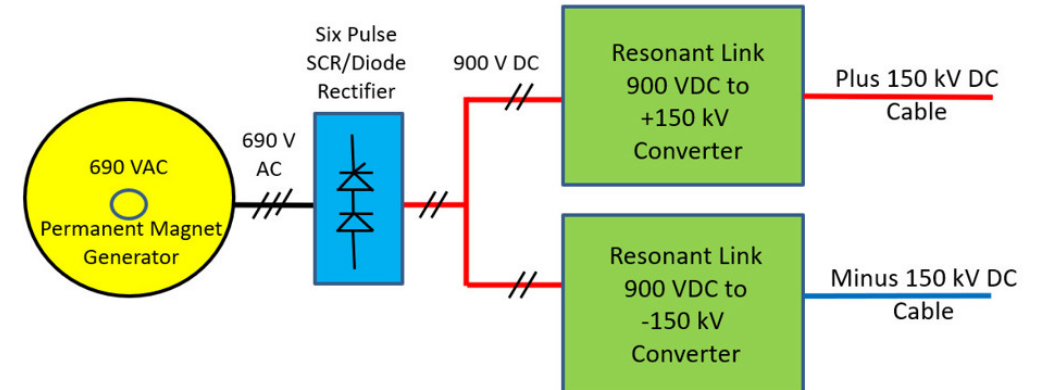 690 VAC
Permanent Magnet
Generator
690 V
AC
Six Pulse
SCR/Diode
Rectifier
900 V DC
Resonant Link
900 VDC to
+150 kV
Converter
Plus 150 kV DC
Cable
Resonant Link
900 VDC to
-150 kV
Converter
Minus 150 kV DC
Cable